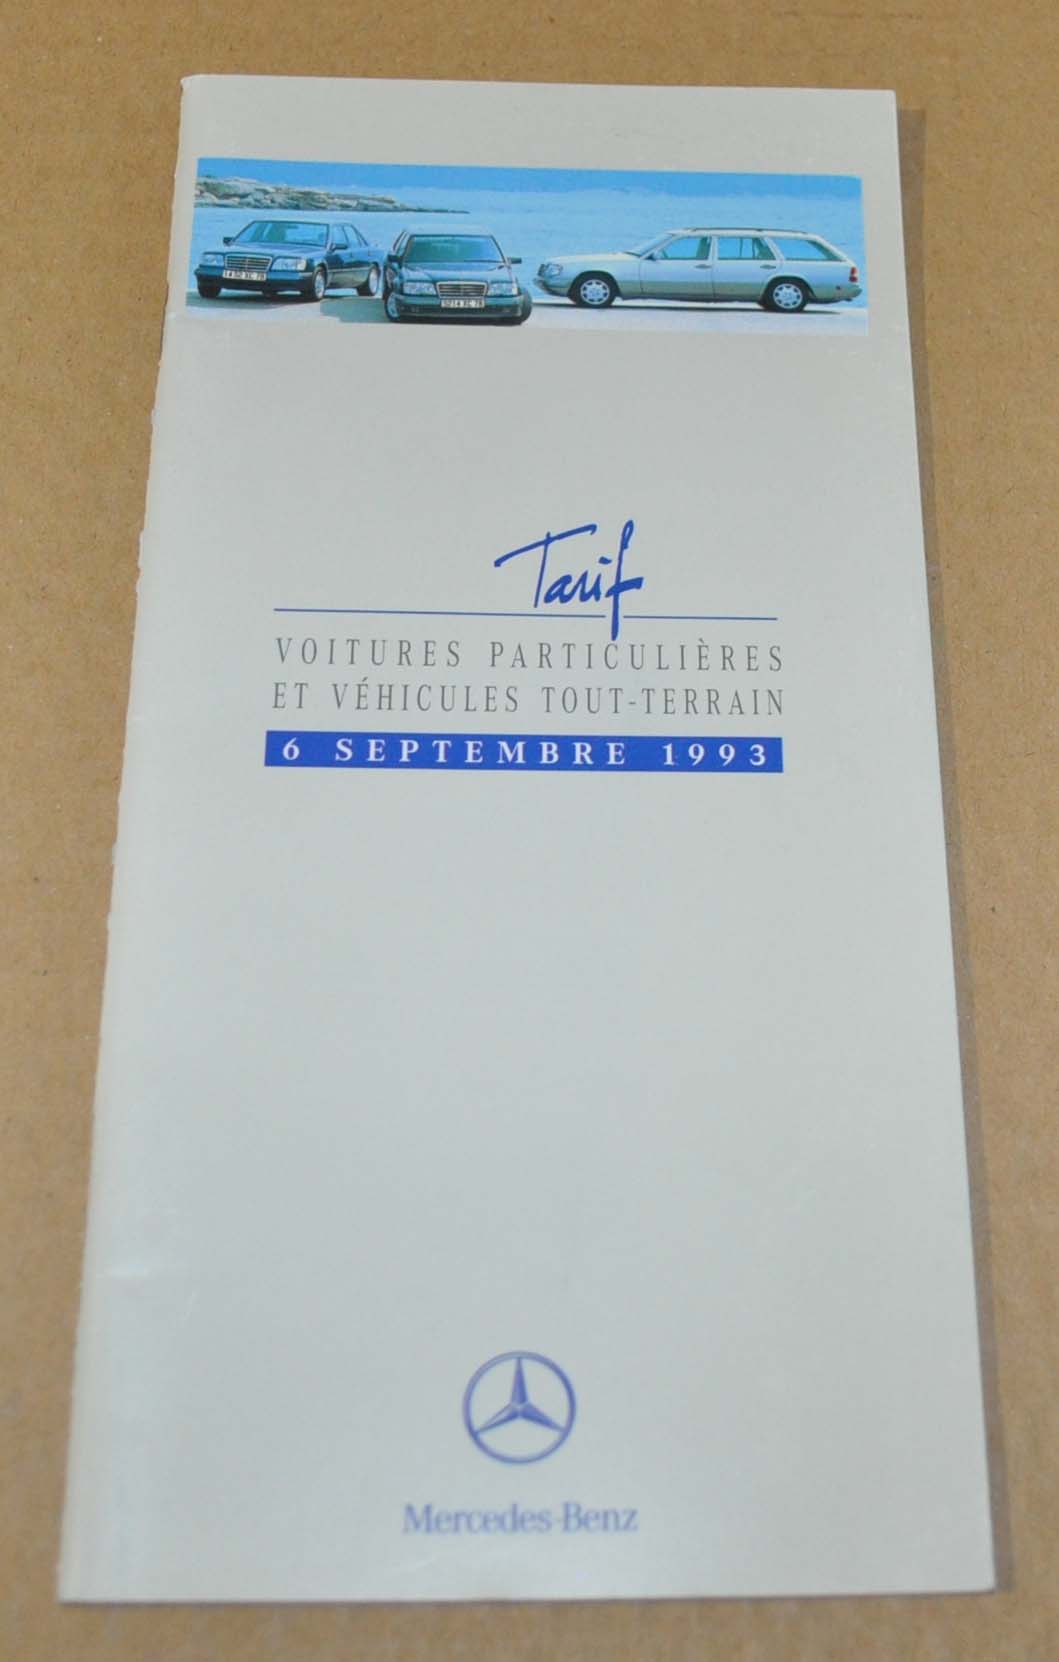 Tarif
VOITURES PARTICULIÈRES
ET VÉHICULES TOUT-TERRAIN
6 SEPTEMBRE 1993
Mercedes-Benz